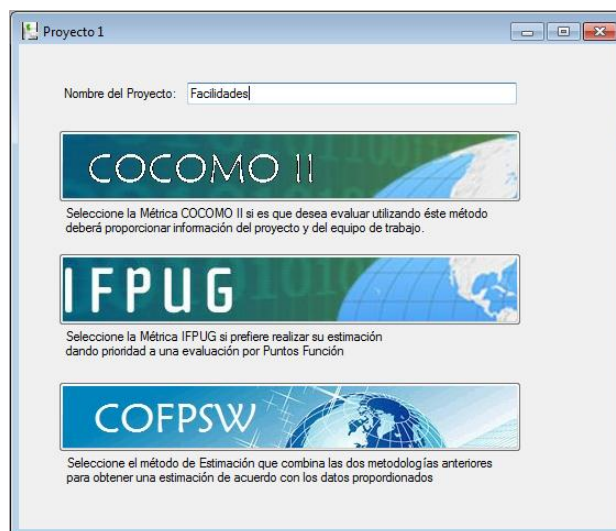 Proyecto 1
Nombre del Proyecto: Facilidades
COCOMO II
Seleccione la Métrica COCOMO II si es que desea evaluar utilizando éste método
deberá proporcionar información del proyecto y del equipo de trabajo.
IFPUG
Seleccione la Métrica IFPUG si prefiere realizar su estimación
dando prioridad a una evaluación por Puntos Función
COFPSW
Seleccione el método de Estimación que combina las dos metodologías anteriores
para obtener una estimación de acuerdo con los datos propordionados